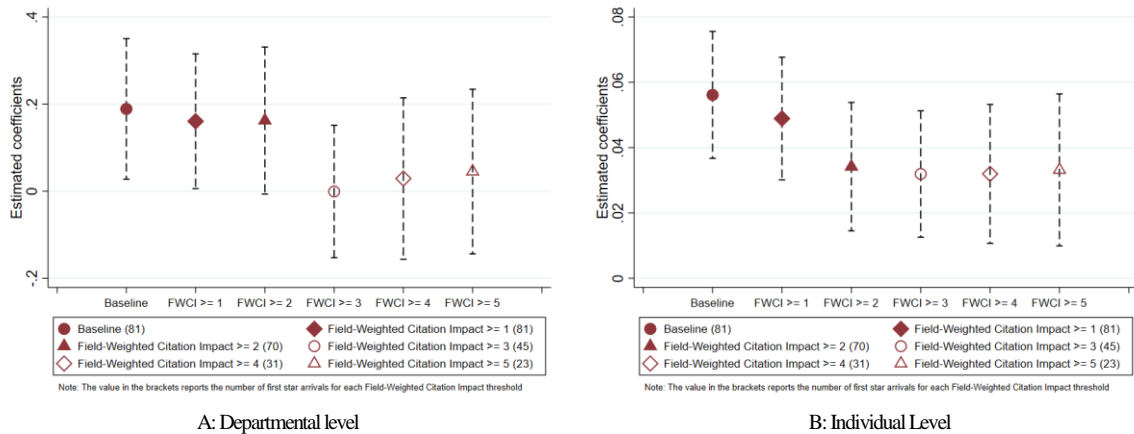 Estimated coefficients
.4
.2
0
-.2
Baseline FWCI >= 1 FWCI >= 2 FWCI >= 3 FWCI >= 4 FWCI >= 5
Baseline (81) Field-Weighted Citation Impact >= 1 (81)
Field-Weighted Citation Impact >= 2 (70) Field-Weighted Citation Impact >= 3 (45)
Field-Weighted Citation Impact >= 4 (31) Field-Weighted Citation Impact >= 5 (23)
Note: The value in the brackets reports the number of first star arrivals for each Field-Weighted Citation Impact threshold
A: Departmental level
Estimated coefficients
.08
.06
.04
.02
0
Baseline FWCI >= 1 FWCI >= 2 FWCI >= 3 FWCI >= 4 FWCI >= 5
Baseline (81) Field-Weighted Citation Impact >= 1 (81)
Field-Weighted Citation Impact >= 2 (70) Field-Weighted Citation Impact >= 3 (45)
Field-Weighted Citation Impact >= 4 (31) Field-Weighted Citation Impact >= 5 (23)
Note: The value in the brackets reports the number of first star arrivals for each Field-Weighted Citation Impact threshold
B: Individual Level